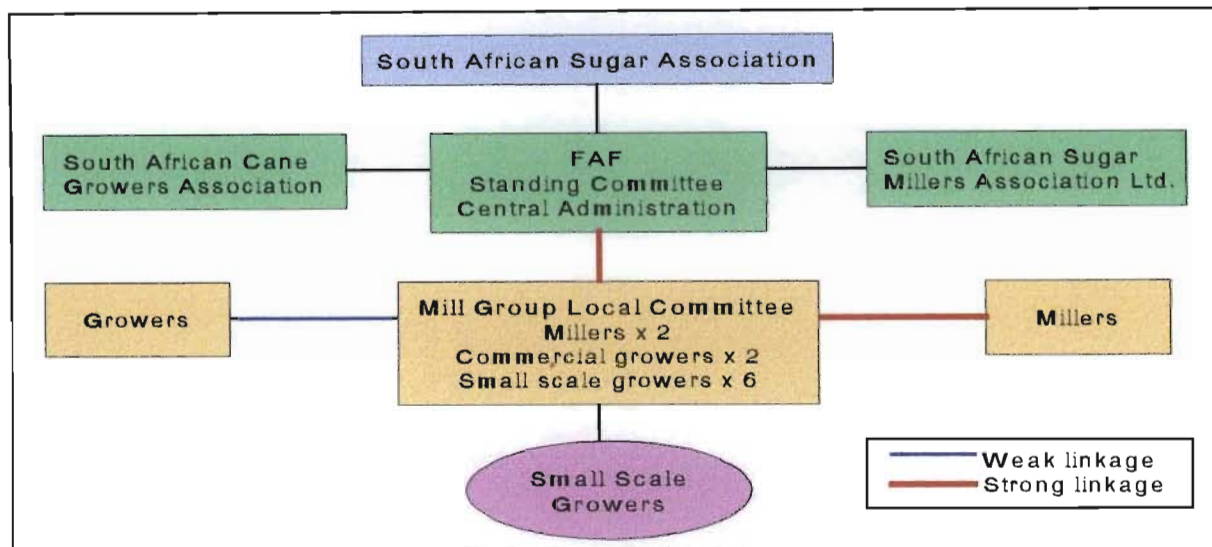 South African Sugar Association
South African Cane
Growers Association
FAF
Standing Committee
Central Administration
South African Sugar
Millers Association Ltd.
Growers
Mill Group Local Committee
Millers x 2
Commercial growers x 2
Small scale growers x 6
Millers
Small Scale
Growers
Weak linkage
Strong linkage